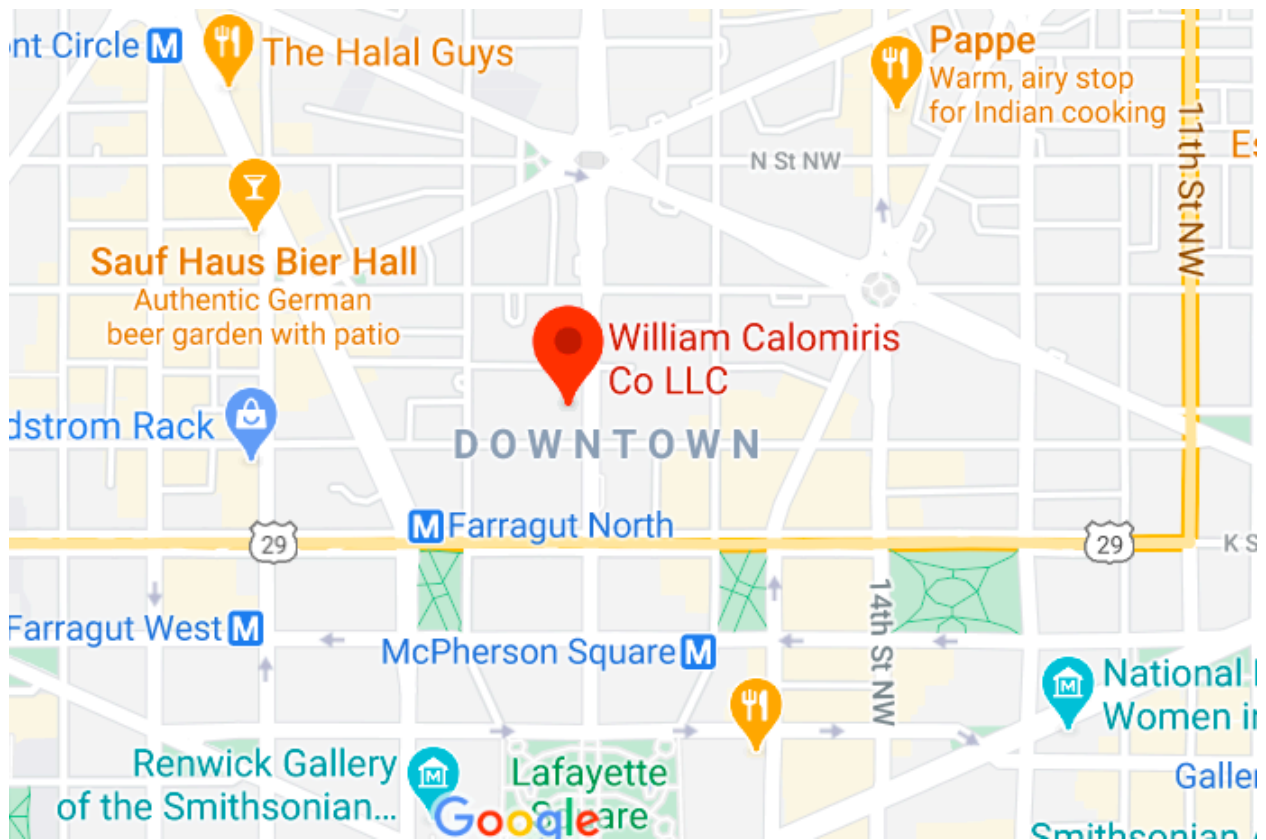 nt Circle M
The Halal Guys
Pappe
Warm, airy stop
for Indian cooking
11th St NW
N St NW
Es
Sauf Haus Bier Hall
Authentic German
beer garden with patio
William Calomiris
Co LLC
dstrom Rack
DOWNTOWN
M Farragut North
29
29
K S
14th St NW
Farragut West M
McPherson Square M
National
Women in
Renwick Gallery
of the Smithsonian...
Lafayette
Square
Google
Galler
Smithsonian A